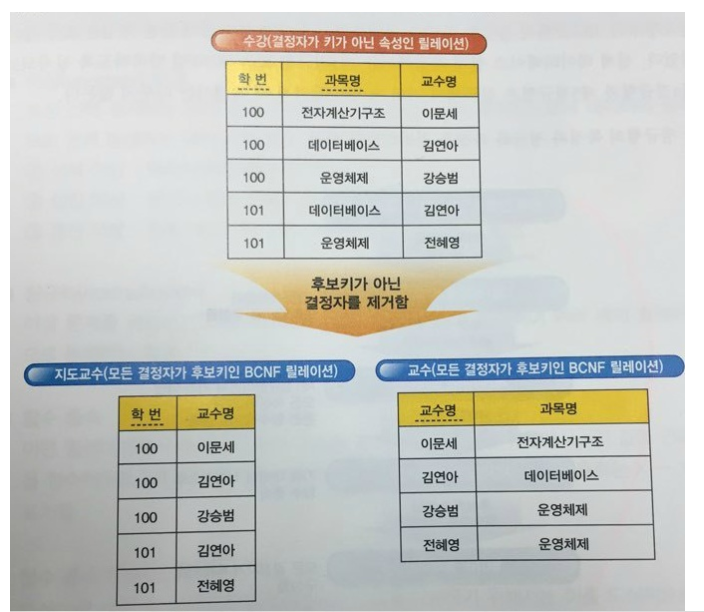 수강(결정자가 키가 아닌 속성인 릴레이션)
학 번 과목명 교수명
100 전자계산기구조 이문세
100 데이터베이스 김연아
100 운영체제 강승범
101 데이터베이스 김연아
101 운영체제 전혜영
후보키가 아닌
결정자를 제거함
지도교수(모든 결정자가 후보키인 BCNF 릴레이션)
학 번 교수명
100 이문세
100 김연아
100 강승범
101 김연아
101 전혜영
교수(모든 결정자가 후보키인 BCNF 릴레이션)
교수명 과목명
이문세 전자계산기구조
김연아 데이터베이스
강승범 운영체제
전혜영 운영체제